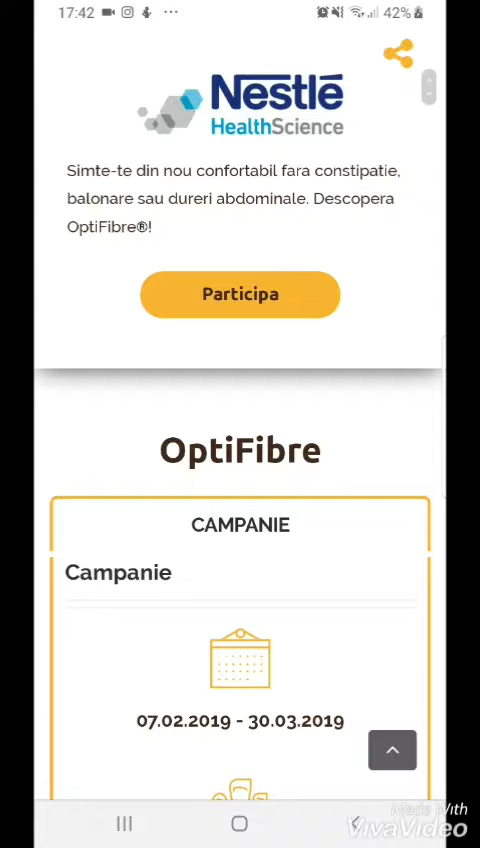 17:42
42%
Nestlé
HealthScience
Simte-te din nou confortabil fara constipatie,
balonare sau dureri abdominale. Descopera
OptiFibre®!
Participa
OptiFibre
CAMPANIE
Campanie
07.02.2019 - 30.03.2019
Made With
VivaVideo